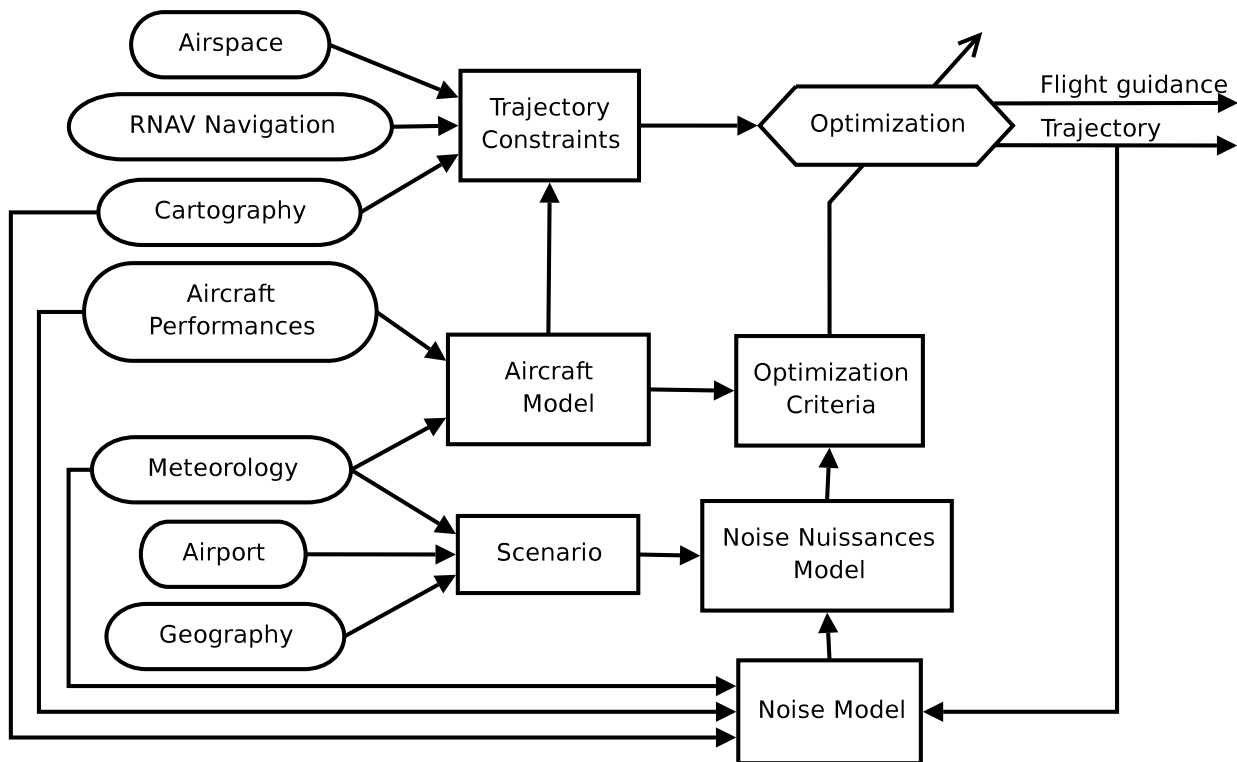 Airspace
RNAV Navigation
Cartography
Aircraft
Performances
Meteorology
Airport
Geography
Trajectory
Constraints
Aircraft
Model
Scenario
Optimization
Optimization
Criteria
Noise Nuissances
Model
Noise Model
Flight guidance
Trajectory